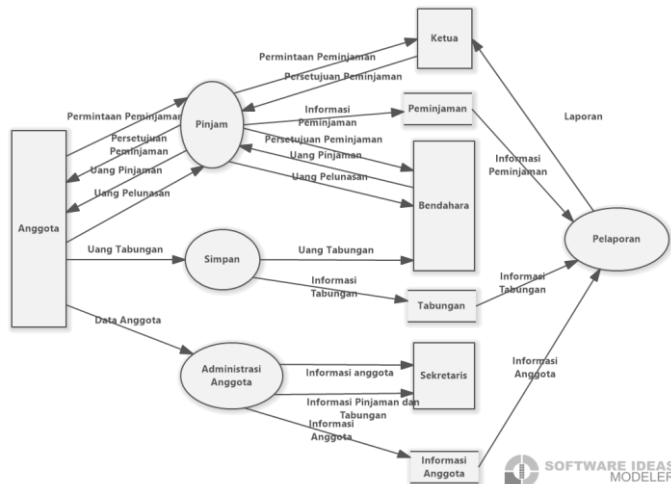 Ketua
Permintaan Peminjaman
Persetujuan Peminjaman
Pinjam
Permintaan Peminjaman
Informasi
Peminjaman
Peminjaman
Laporan
Persetujuan
Peminjaman
Persetujuan Peminjaman
Uang Pinjaman
Uang Pinjaman
Uang Pelunasan
Uang Pelunasan
Informasi
Peminjaman
Anggota
Bendahara
Pelaporan
Uang Tabungan
Simpan
Uang Tabungan
Informasi
Tabungan
Tabungan
Informasi
Tabungan
Data Anggota
Administrasi
Anggota
Informasi anggota
Sekretaris
Informasi
Anggota
Informasi Pinjaman dan
Tabungan
Informasi
Anggota
Informasi
Anggota
SOFTWARE IDEAS
MODELER